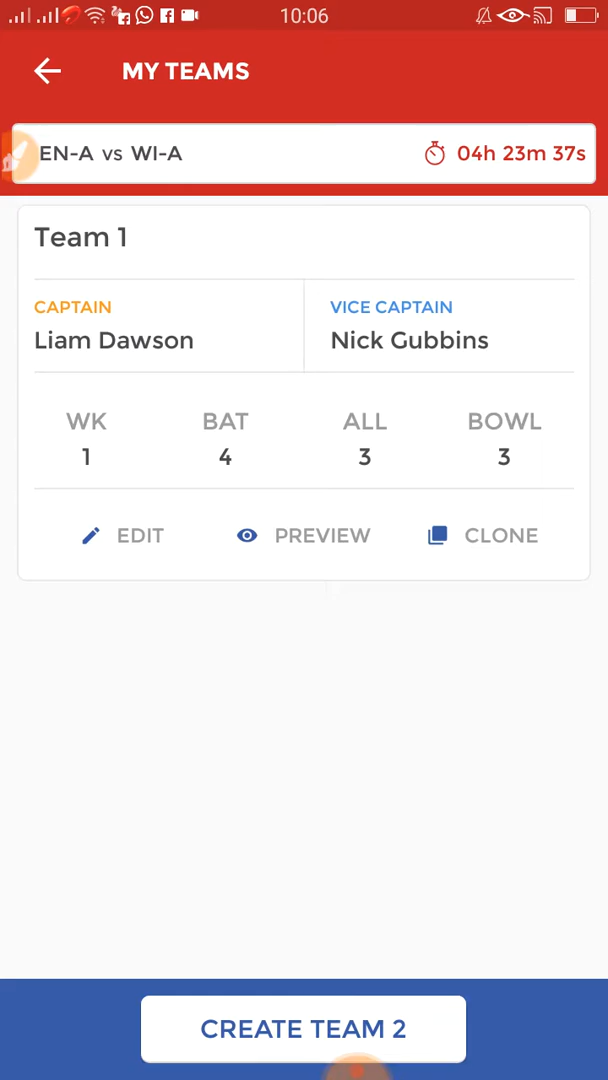 10:06
MY TEAMS
EN-A vs WI-A 04h 23m 37s
Team 1
CAPTAIN VICE CAPTAIN
Liam Dawson Nick Gubbins
WK BAT ALL BOWL
1 4 3 3
EDIT PREVIEW CLONE
CREATE TEAM 2